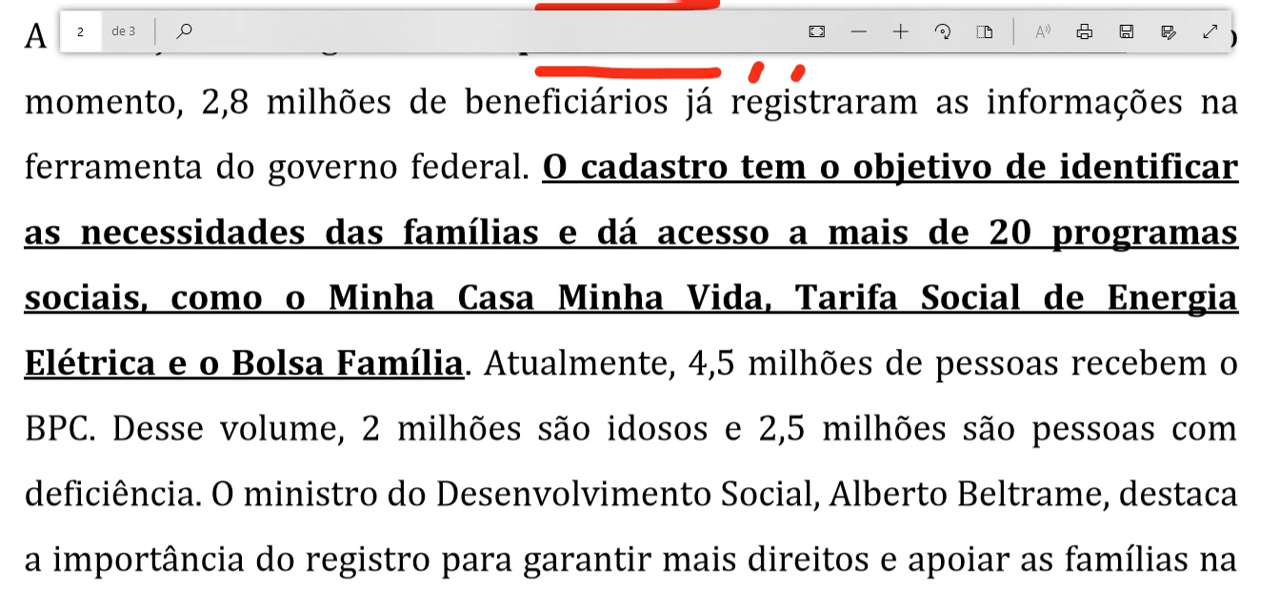 A
2 de 3
momento, 2,8 milhões de beneficiários já registraram as informações na
ferramenta do governo federal. O cadastro tem o objetivo de identificar
as necessidades das famílias e dá acesso a mais de 20 programas
sociais, como o Minha Casa Minha Vida, Tarifa Social de Energia
Elétrica e o Bolsa Família. Atualmente, 4,5 milhões de pessoas recebem o
BPC. Desse volume, 2 milhões são idosos e 2,5 milhões são pessoas com
deficiência. O ministro do Desenvolvimento Social, Alberto Beltrame, destaca
a importância do registro para garantir mais direitos e apoiar as famílias na